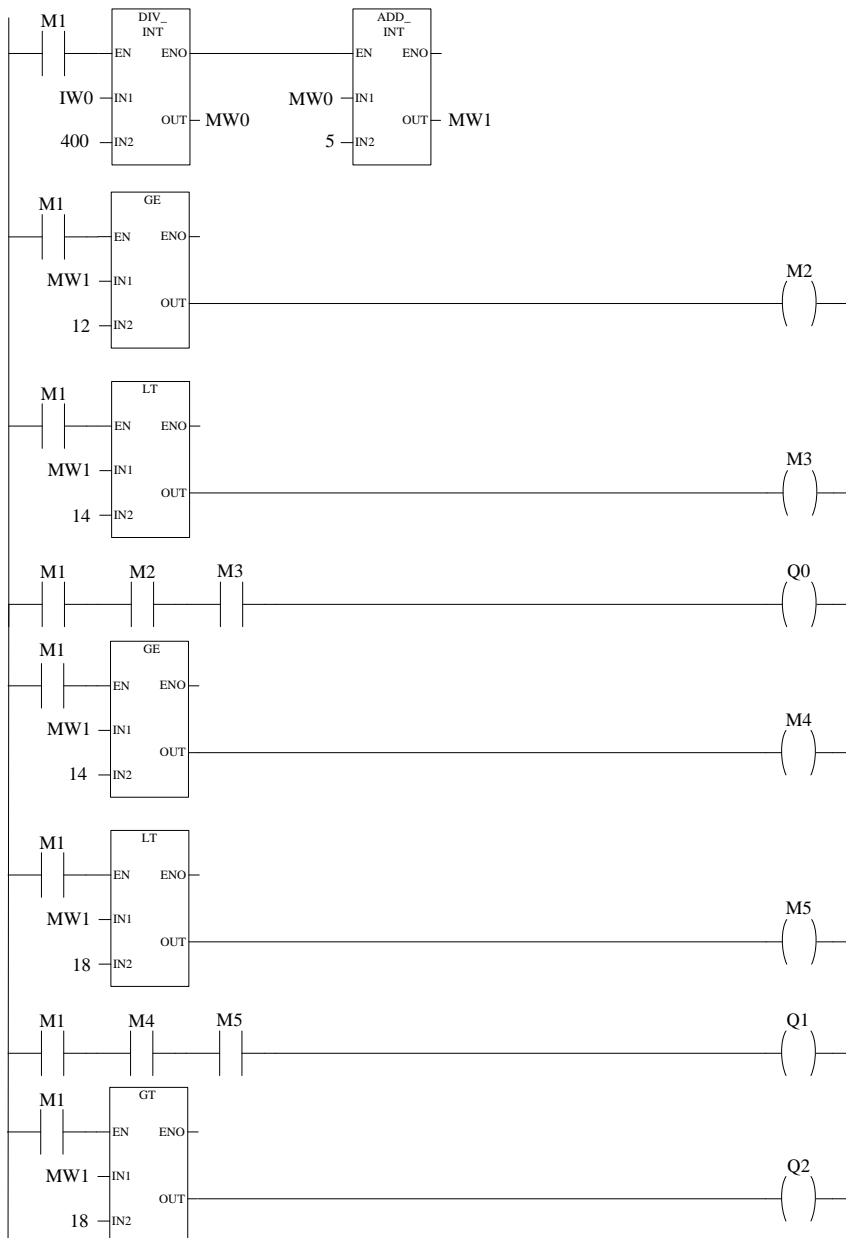 M1 DIV_ ADD_
INT INT
EN ENO EN ENO
IW0 IN1 MW0 IN1
OUT MW0 OUT MW1
400 IN2 5 IN2
M1 GE
EN ENO
MW1 IN1 M2
OUT
12 IN2
M1 LT
EN ENO
MW1 IN1 M3
OUT
14 IN2
M1 M2 M3 Q0
M1 GE
EN ENO
MW1 IN1 M4
OUT
14 IN2
M1 LT
EN ENO
MW1 IN1 M5
OUT
18 IN2
M1 M4 M5 Q1
M1 GT
EN ENO
MW1 IN1 Q2
OUT
18 IN2